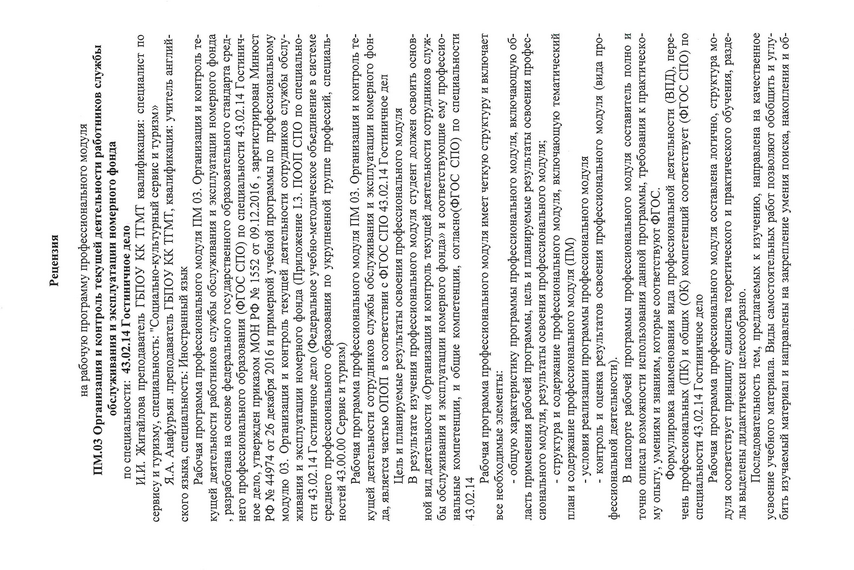 Рецензия
на рабочую программу профессионального модуля
ПМ.03 Организация и контроль текущей деятельности работников службы
обслуживания и эксплуатации номерного фонда
по специальности: 43.02.14 Гостиничное дело
И.И. Жигайлова преподаватель ГБПОУ КК ТГМТ квалификация: специалист по
сервису и туризму, специальность: "Социально-культурный сервис и туризм»
Я.А. Анафутьян преподаватель ГБПОУ КК ТГМТ, квалификация: учитель англий-
ского языка, специальность: Иностранный язык
Рабочая программа профессионального модуля ПМ 03. Организация и контроль те-
кущей деятельности работников службы обслуживания и эксплуатации номерного фонда
, разработана на основе федерального государственного образовательного стандарта сред-
него профессионального образования (ФГОС СПО) по специальности 43.02.14 Гостинич-
ное дело, утвержден приказом МОН РФ № 1552 от 09.12.2016 , зарегистрирован Минюст
РФ № 44974 от 26 декабря 2016 и примерной учебной программы по профессиональному
модулю 03. Организация и контроль текущей деятельности сотрудников службы обслу-
живания и эксплуатации номерного фонда (Приложение I.3. ПООП СПО по специально-
сти 43.02.14 Гостиничное дело (Федеральное учебно-методическое объединение в системе
среднего профессионального образования по укрупненной группе профессий, специаль-
ностей 43.00.00 Сервис и туризм)
Рабочая программа профессионального модуля ПМ 03. Организация и контроль те-
кущей деятельности сотрудников службы обслуживания и эксплуатации номерного фон-
да, является частью ОПОП в соответствии с ФГОС СПО 43.02.14 Гостиничное дел
Цель и планируемые результаты освоения профессионального модуля
В результате изучения профессионального модуля студент должен освоить основ-
ной вид деятельности «Организация и контроль текущей деятельности сотрудников служ-
бы обслуживания и эксплуатации номерного фонда» и соответствующие ему профессио-
нальные компетенции, и общие компетенции, согласно(ФГОС СПО) по специальности
43.02.14
Рабочая программа профессионального модуля имеет четкую структуру и включает
все необходимые элементы:
- общую характеристику программы профессионального модуля, включающую об-
ласть применения рабочей программы, цель и планируемые результаты освоения профес-
сионального модуля, результаты освоения профессионального модуля;
- структура и содержание профессионального модуля, включающую тематический
план и содержание профессионального модуля (ПМ)
- условия реализации программы профессионального модуля
- контроль и оценка результатов освоения профессионального модуля (вида про-
фессиональной деятельности).
В паспорте рабочей программы профессионального модуля составитель полно и
точно описал возможности использования данной программы, требования к практическо-
му опыту, умениям и знаниям, которые соответствуют ФГОС.
Формулировка наименования вида профессиональной деятельности (ВПД), пере-
чень профессиональных (ПК) и общих (ОК) компетенций соответствует (ФГОС СПО) по
специальности 43.02.14 Гостиничное дело
Рабочая программа профессионального модуля составлена логично, структура мо-
дуля соответствует принципу единства теоретического и практического обучения, разде-
лы выделены дидактически целесообразно.
Последовательность тем, предлагаемых к изучению, направлена на качественное
усвоение учебного материала. Виды самостоятельных работ позволяют обобщить и углу-
бить изучаемый материал и направлены на закрепление умения поиска, накопления и об-